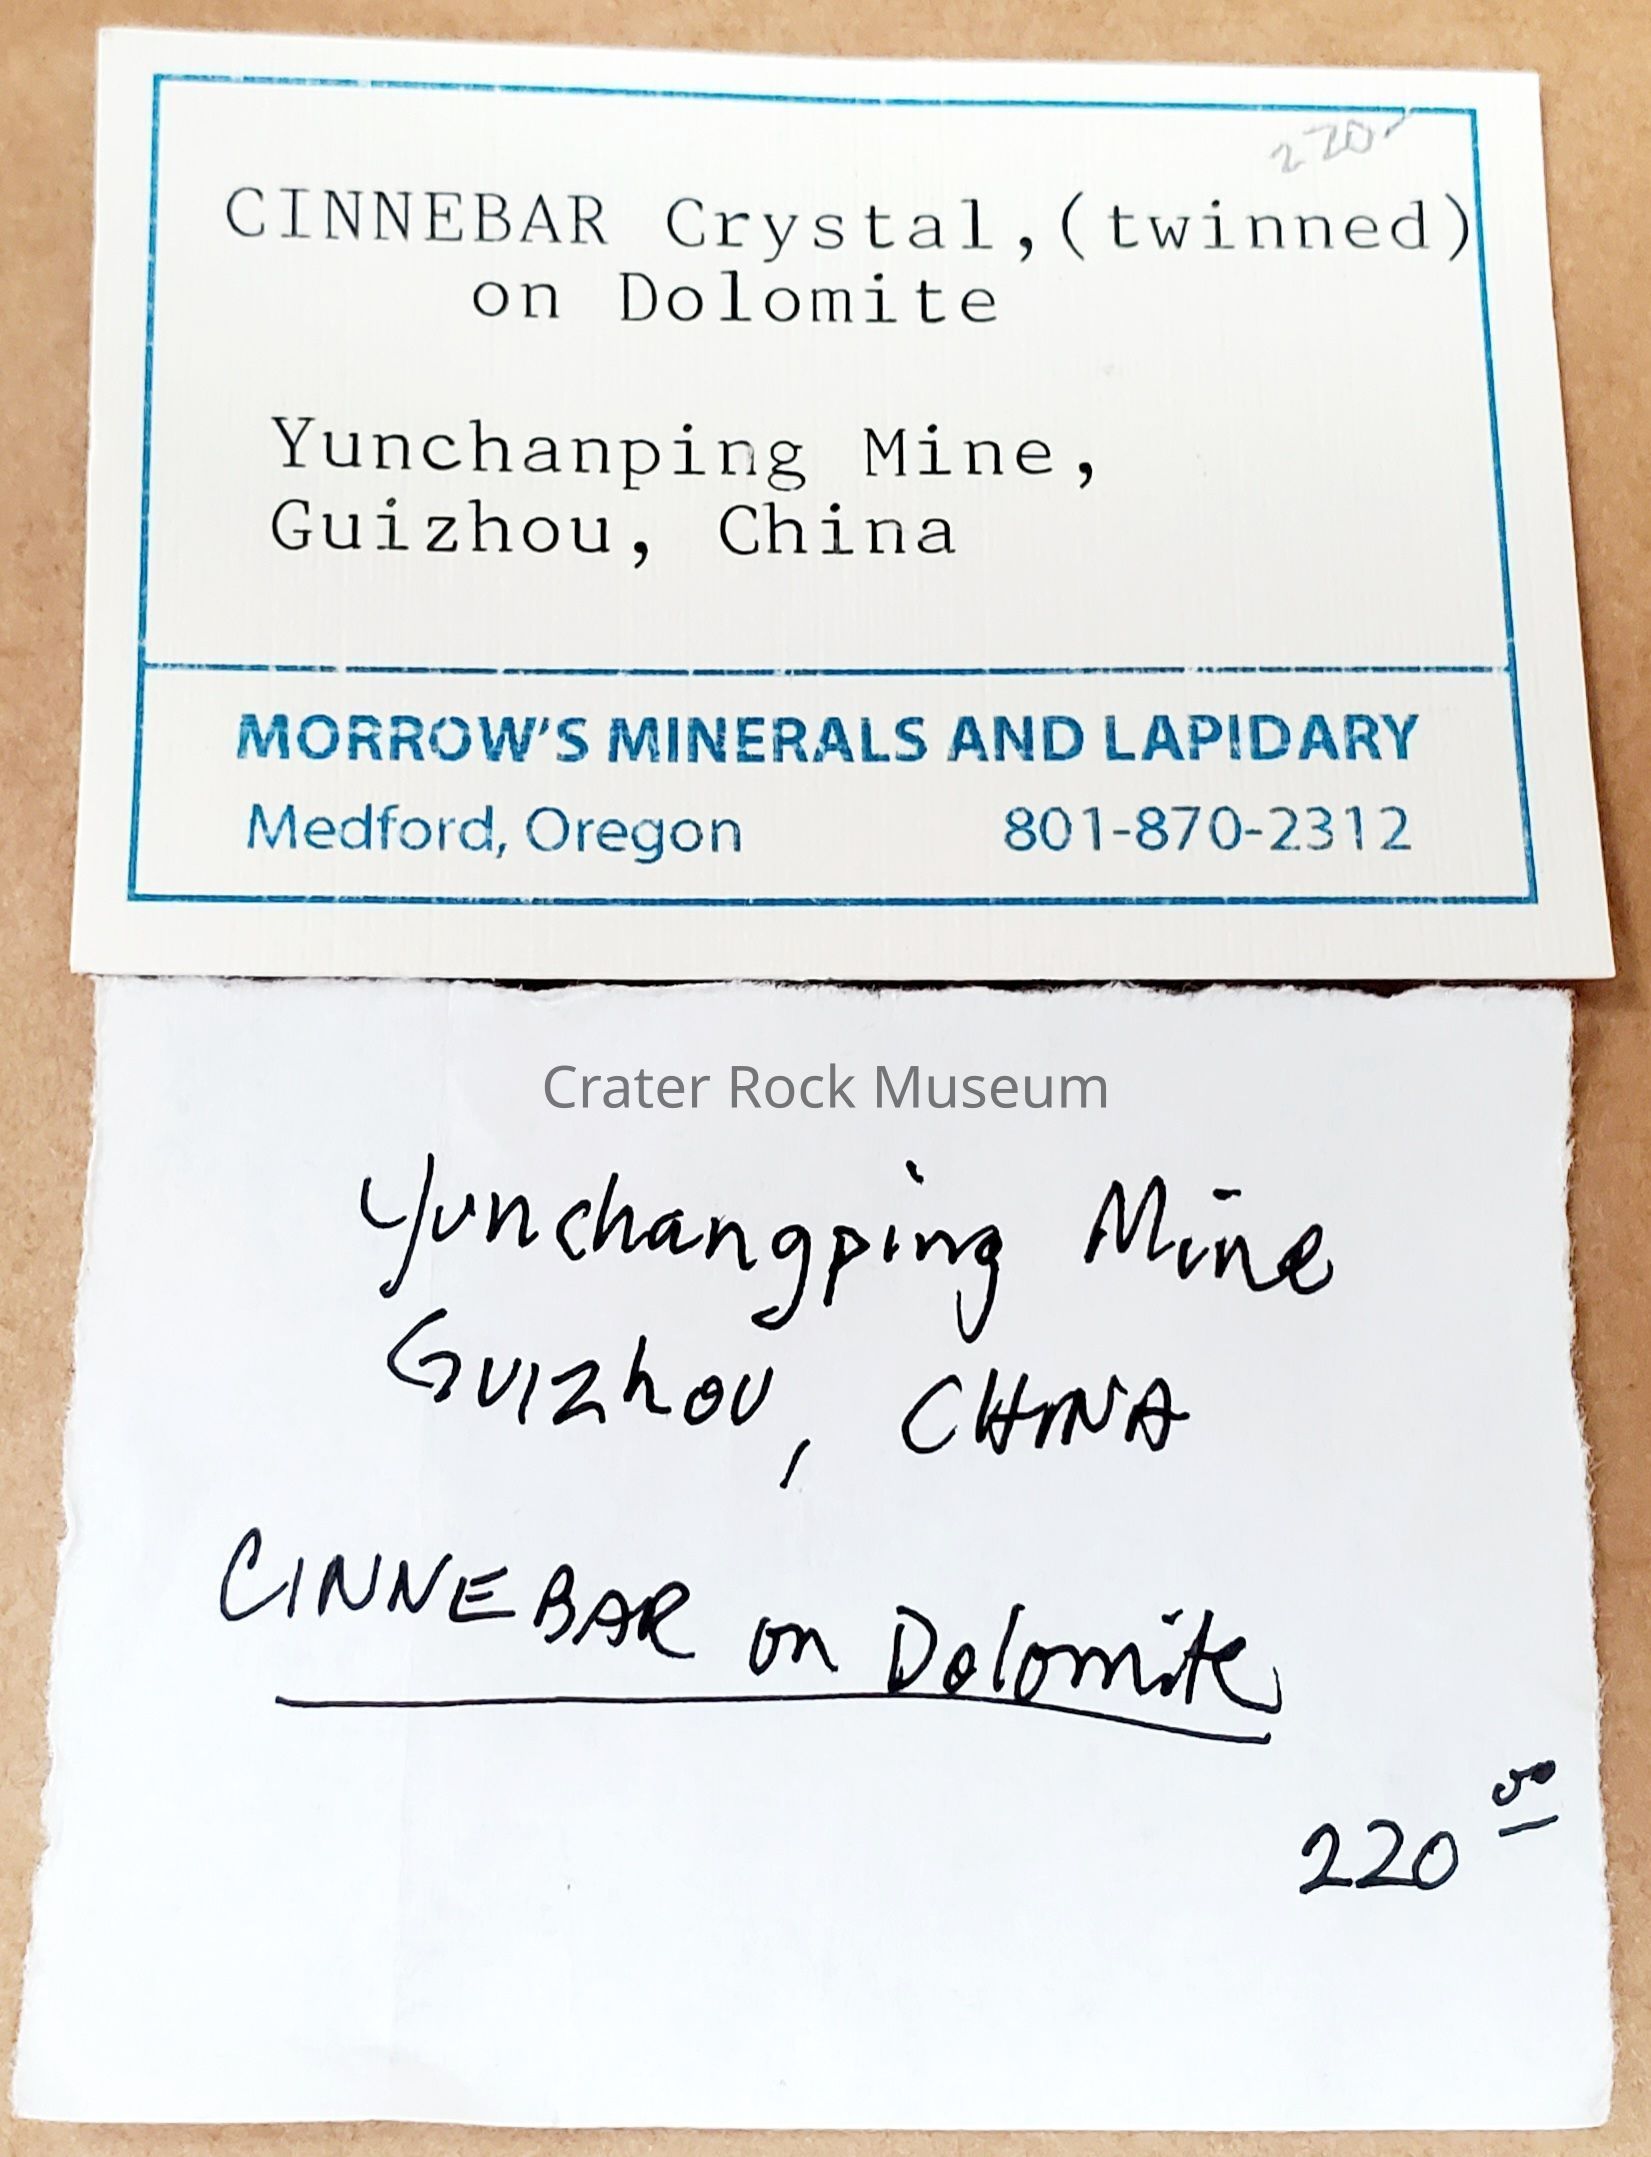 220-
CINNEBAR Crystal,(twinned)
on Dolomite
Yunchanping Mine,
Guizhou, China
MORROW'S MINERALS AND LAPIDARY
Medford, Oregon 801-870-2312
Crater Rock Museum
Yunchangping Mine
Guizhou, CHINA
CINNEBAR on Dolomite
220 00